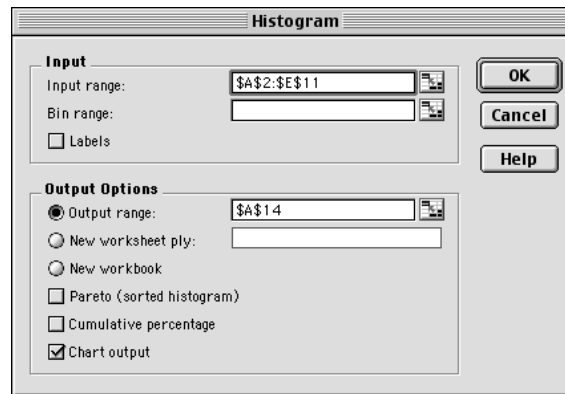 Histogram
Input
Input range:
$A$2:$E$11
OK
Bin range:
Cancel
Labels
Help
Output Options
Output range:
$A$14
New worksheet ply:
New workbook
Pareto (sorted histogram)
Cumulative percentage
Chart output